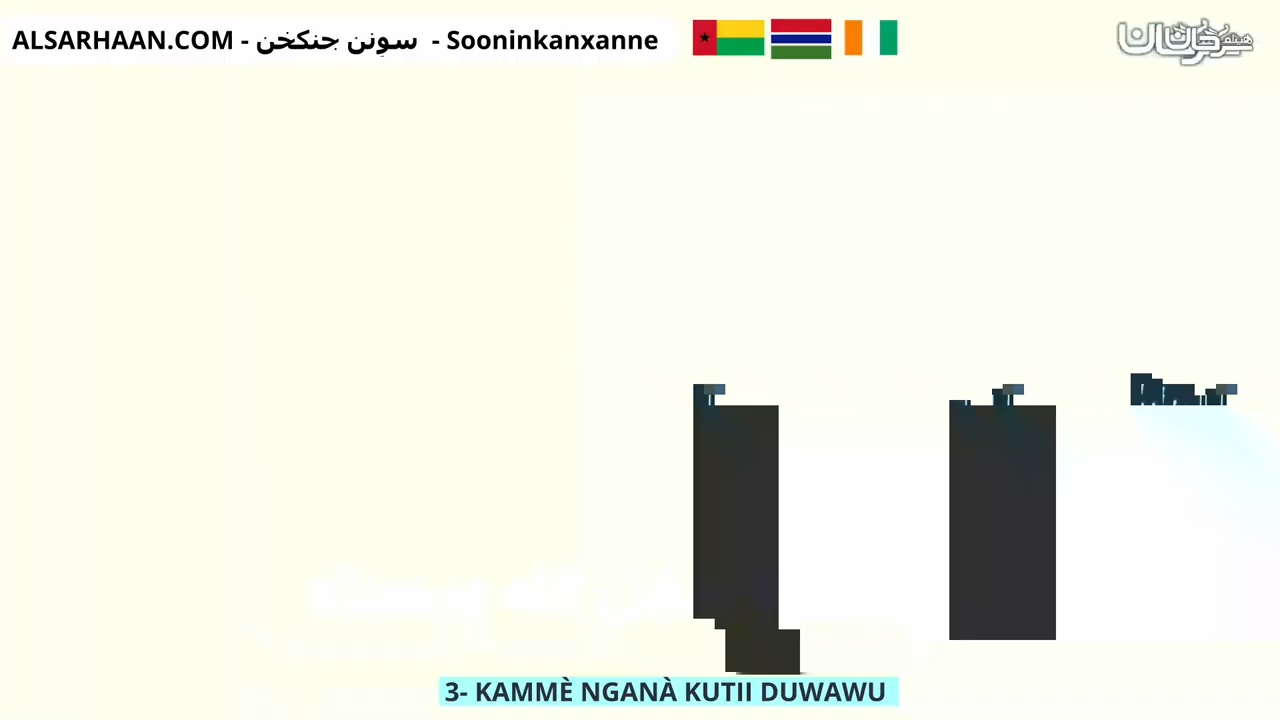 ALSARHAAN.COM - سوِنن جنكخن - Sooninkanxanne
3- KAMMÈ NGANÀ KUTII DUWAWU